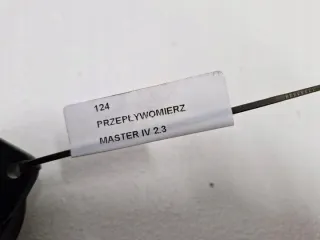 124
PRZEPŁYWOMIERZ
MASTER IV 2.3